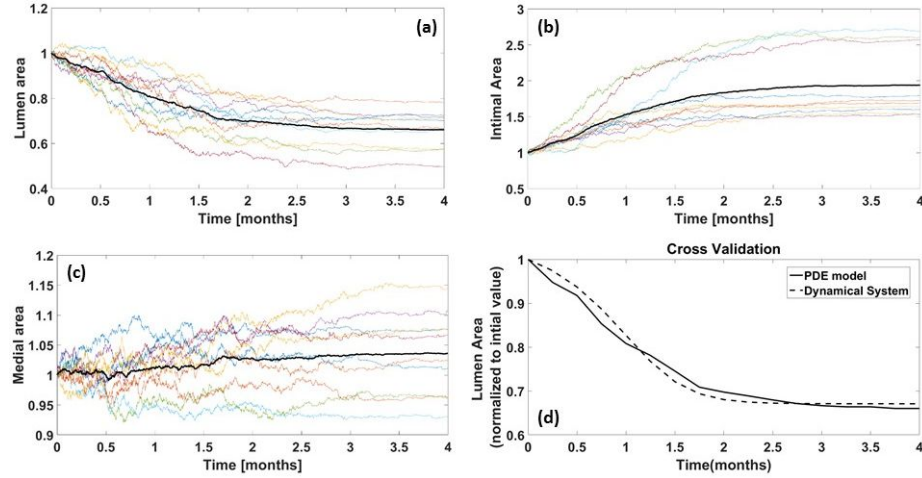 1.2
1
0.8
0.6
0.4
Lumen area
(a)
0 0.5 1 1.5 2 2.5 3 3.5 4
Time [months]
3
2.5
2
1.5
1
0.5
Intimal Area
(b)
0 0.5 1 1.5 2 2.5 3 3.5 4
Time [months]
1.2
1.15
1.1
1.05
1
0.95
0.9
Medial area
(c)
0 0.5 1 1.5 2 2.5 3 3.5 4
Time [months]
Cross Validation
1
0.9
0.8
0.7
0.6
Lumen Area
(normalized to intial value)
PDE model
Dynamical System
(d)
0 0.5 1 1.5 2 2.5 3 3.5 4
Time(months)